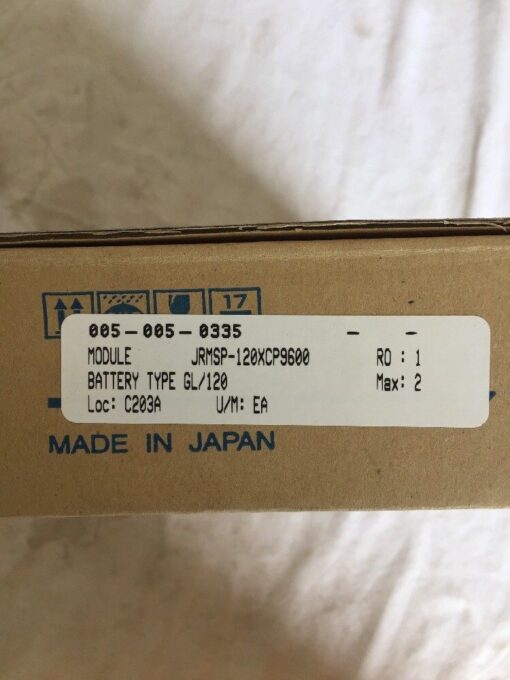 17
005-005-0335 - -
MODULE JRMSP-120XCP9600 RO : 1
BATTERY TYPE GL/120 Max: 2
Loc: C203A U/M: EA
MADE IN JAPAN